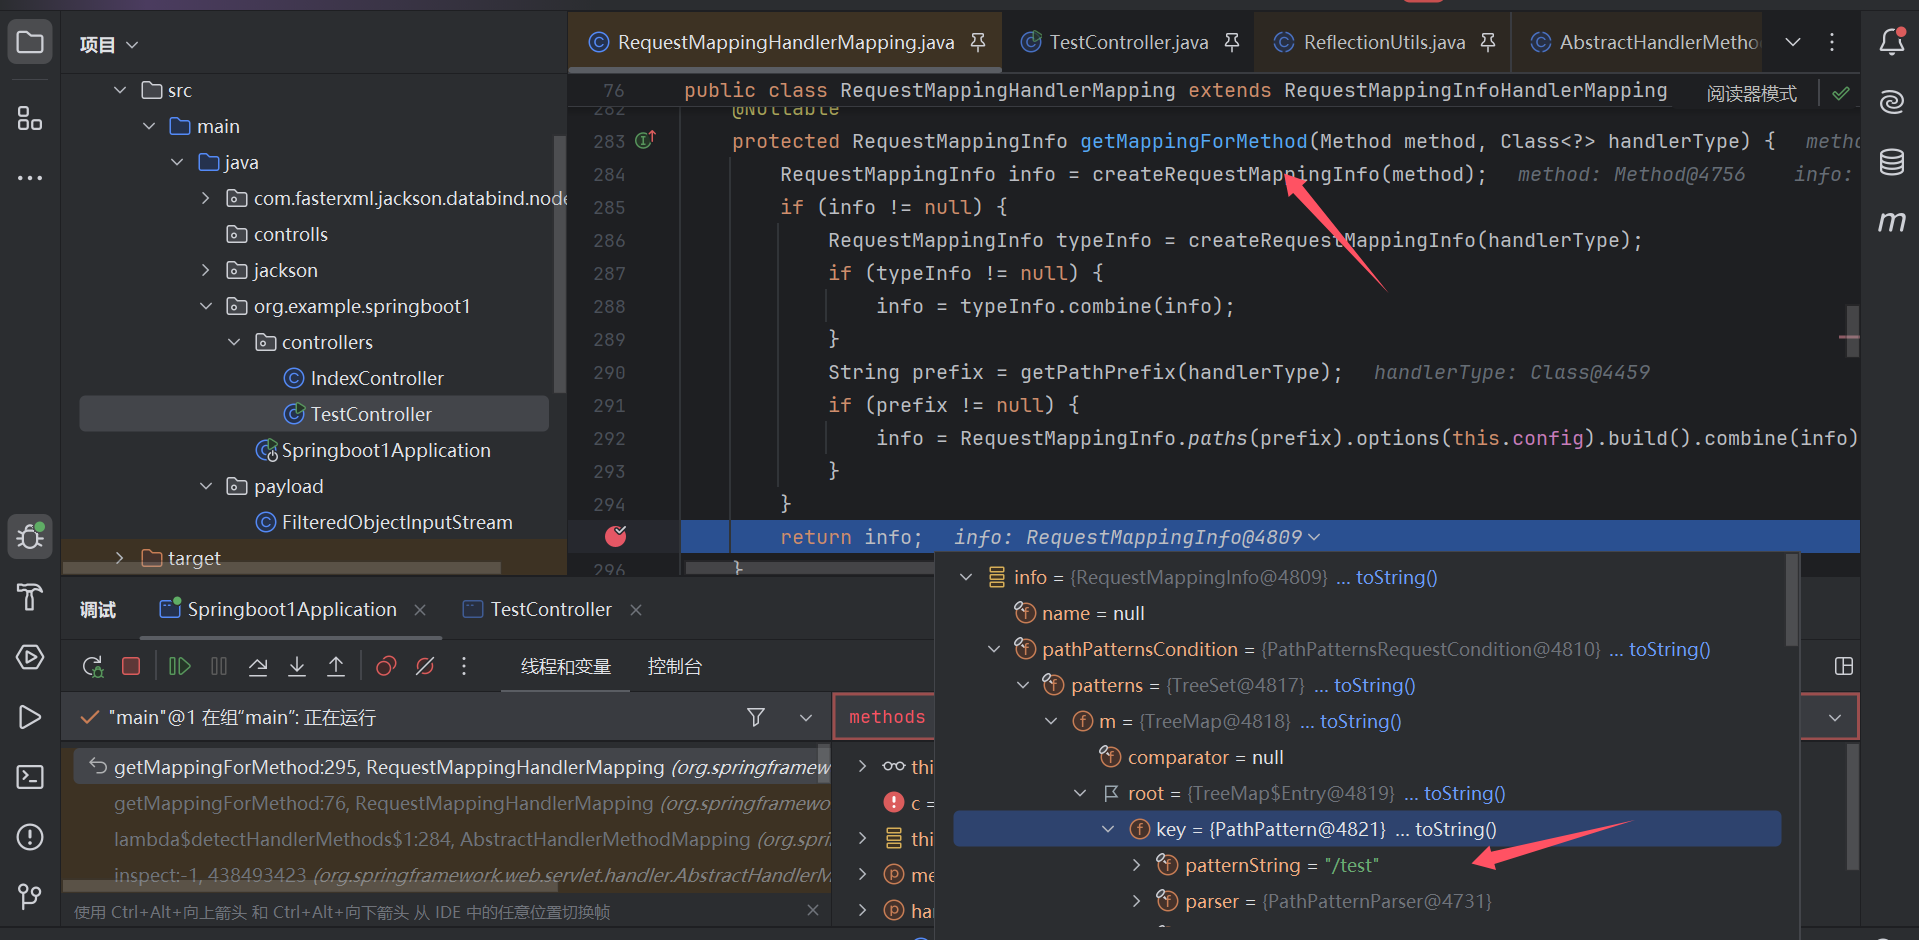 项目
RequestMappingHandlerMapping.java
TestController.java
ReflectionUtils.java
AbstractHandlerMetho
src
main
java
com.fasterxml.jackson.databind.node
controlls
jackson
org.example.springboot1
controllers
IndexController
TestController
Springboot1Application
payload
FilteredObjectInputStream
target
76 public class RequestMappingHandlerMapping extends RequestMappingInfoHandlerMapping
阅读器模式
282 @Nullable
283 protected RequestMappingInfo getMappingForMethod(Method method, Class<?> handlerType) { metho
284 RequestMappingInfo info = createRequestMappingInfo(method); method: Method@4756 info:
285 if (info != null) {
286 RequestMappingInfo typeInfo = createRequestMappingInfo(handlerType);
287 if (typeInfo != null) {
288 info = typeInfo.combine(info);
289 }
290 String prefix = getPathPrefix(handlerType); handlerType: Class@4459
291 if (prefix != null) {
292 info = RequestMappingInfo.paths(prefix).options(this.config).build().combine(info)
293 }
294 }
return info; info: RequestMappingInfo@4809
296 }
调试
Springboot1Application
TestController
线程和变量
控制台
"main"@1 在组“main”: 正在运行
getMappingForMethod:295, RequestMappingHandlerMapping (org.springframew
getMappingForMethod:76, RequestMappingHandlerMapping (org.springframewo
lambda$detectHandlerMethods$1:284, AbstractHandlerMethodMapping (org.spri
inspect:-1, 438493423 (org.springframework.web.servlet.handler.AbstractHandlerM
使用 Ctrl+Alt+向上箭头 和 Ctrl+Alt+向下箭头 从 IDE 中的任意位置切换帧
methods
thi
c =
thi
me
han
info = {RequestMappingInfo@4809} ... toString()
name = null
pathPatternsCondition = {PathPatternsRequestCondition@4810} ... toString()
patterns = {TreeSet@4817} ... toString()
m = {TreeMap@4818} ... toString()
comparator = null
root = {TreeMap$Entry@4819} ... toString()
key = {PathPattern@4821} ... toString()
patternString = "/test"
parser = {PathPatternParser@4731}
m